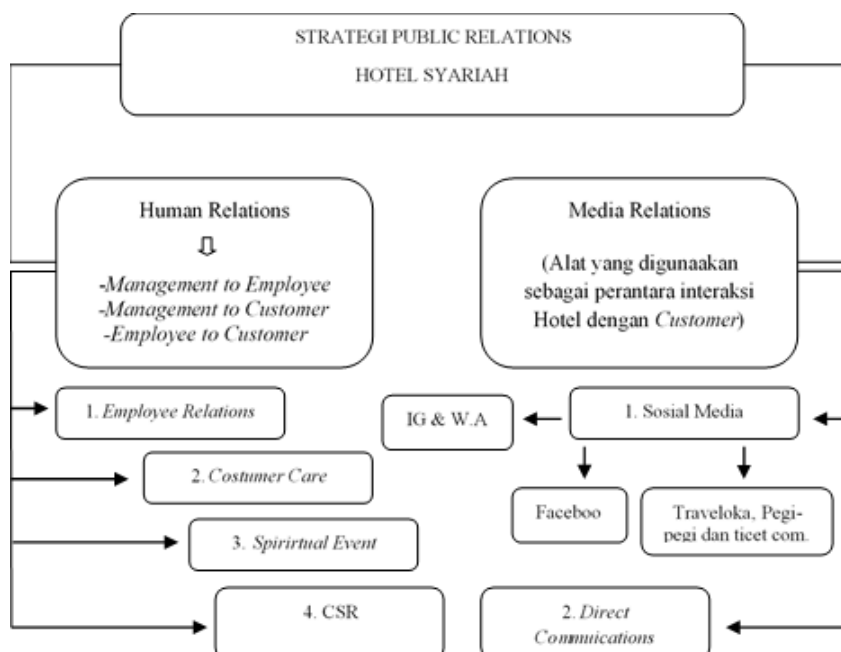 STRATEGI PUBLIC RELATIONS
HOTEL SYARIAH
Human Relations
-Management to Employee
-Management to Customer
-Employee to Customer
Media Relations
(Alat yang digunaakan
sebagai perantara interaksi
Hotel dengan Customer)
1. Employee Relations
2. Costumer Care
3. Spirirtual Event
4. CSR
IG & W.A
1. Sosial Media
Faceboo
Traveloka, Pegi-
pegi dan ticet com.
2. Direct
Commuications